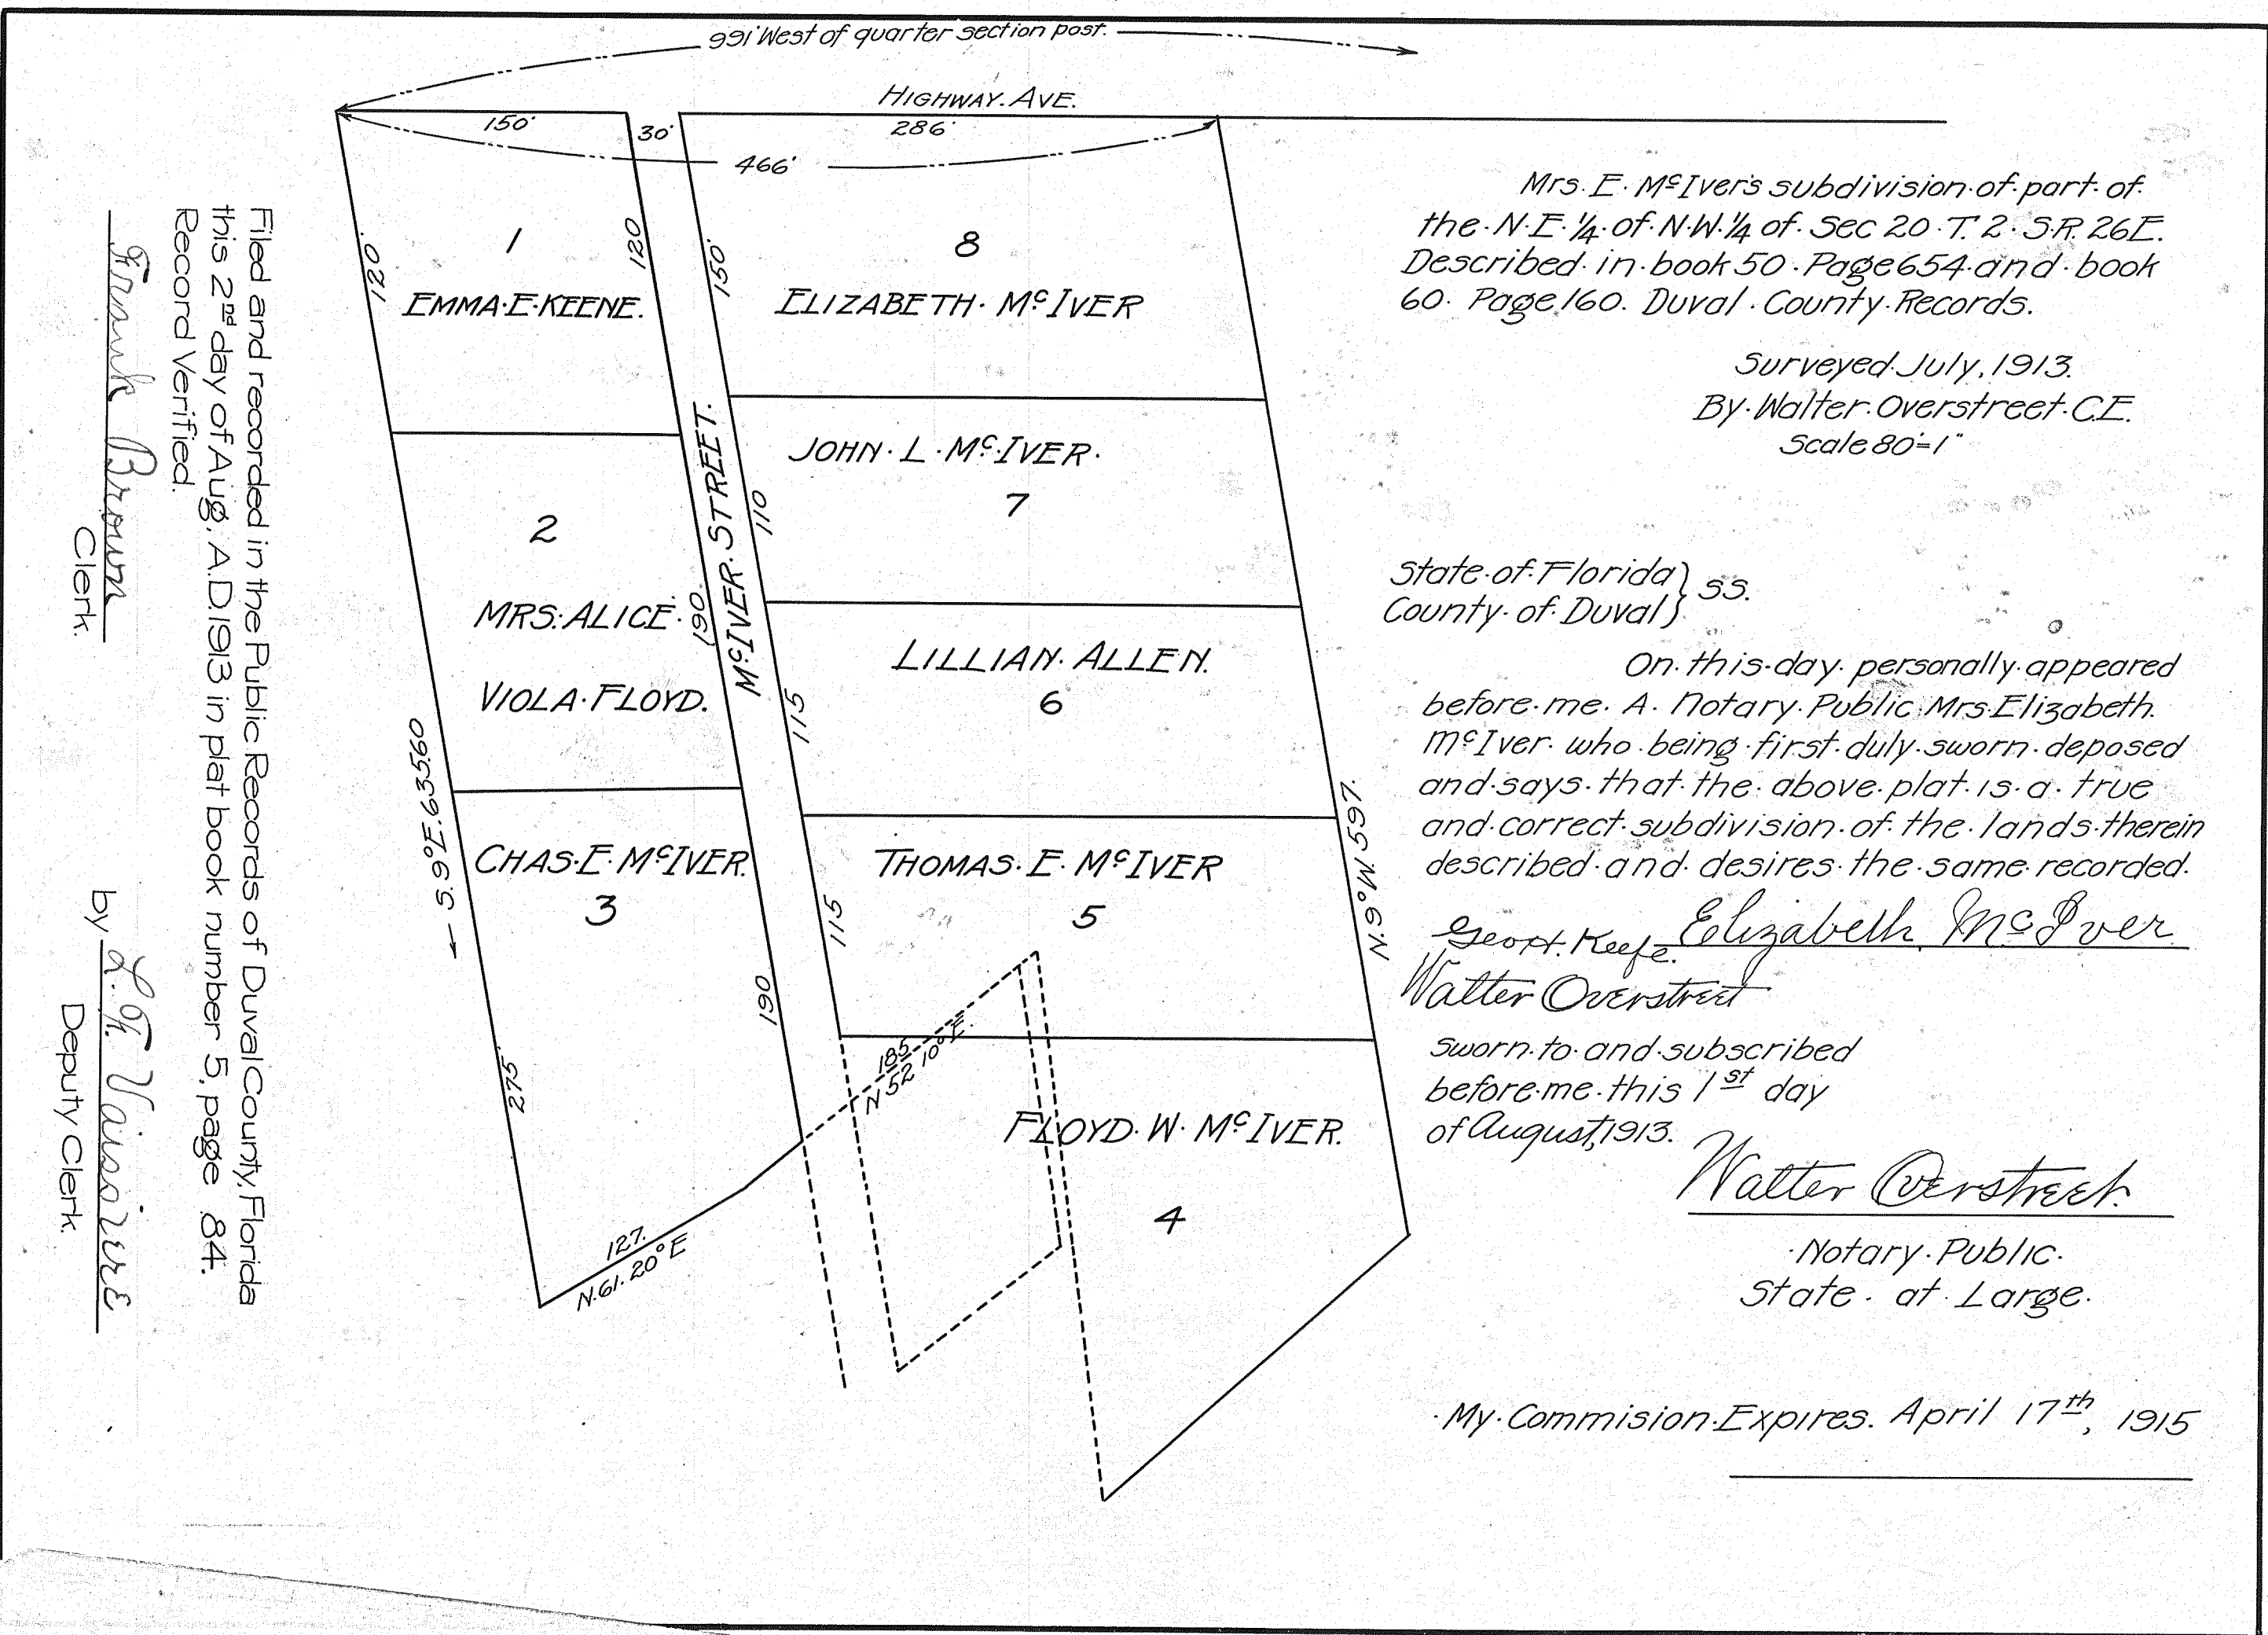 991' West of quarter section post.
HIGHWAY. AVE.
150'
30'
286'
466'
120'
1
120
150'
8
EMMA·E·KEENE.
ELIZABETH· McIVER
JOHN· L· McIVER·
7
110
2
MRS. ALICE·
VIOLA·FLOYD.
190
McIVER·STREET.
LILLIAN· ALLEN.
6
115
S.9°E.635.60
CHAS·E·McIVER.
3
THOMAS· E· McIVER
5
115
N.9°W.597.
190
275'
185
N 52 10°E.
FLOYD· W· McIVER.
4
127.
N.61.20°E
Mrs. E· McIver's subdivision·of·part·of·
the·N·E·¼·of·N·W·¼ of·Sec 20·T. 2· S·R. 26E.
Described·in·book 50·Page 654·and·book
60· Page 160. Duval·County·Records.
Surveyed·July, 1913.
By·Walter·Overstreet·C.E.
Scale 80'=1"
State·of·Florida } ss.
County·of·Duval }
On·this·day·personally·appeared
before·me· A· Notary·Public·Mrs·Elizabeth·
McIver·who·being·first·duly·sworn·deposed
and·says·that·the·above·plat·is·a·true
and·correct·subdivision·of·the·lands·therein
described·and·desires·the·same·recorded.
Geo H. Keefe. Elizabeth McIver
Walter Overstreet
Sworn·to·and·subscribed
before·me·this 1st day
of August, 1913.
Walter Overstreet.
·Notary·Public·
State· at· Large·
·My·Commision·Expires. April 17th, 1915
Filed and recorded in the Public Records of Duval County, Florida
this 2nd day of Aug. A.D. 1913 in plat book number 5, page 84.
Record Verified.
Frank Brown
Clerk.
by
Deputy Clerk.